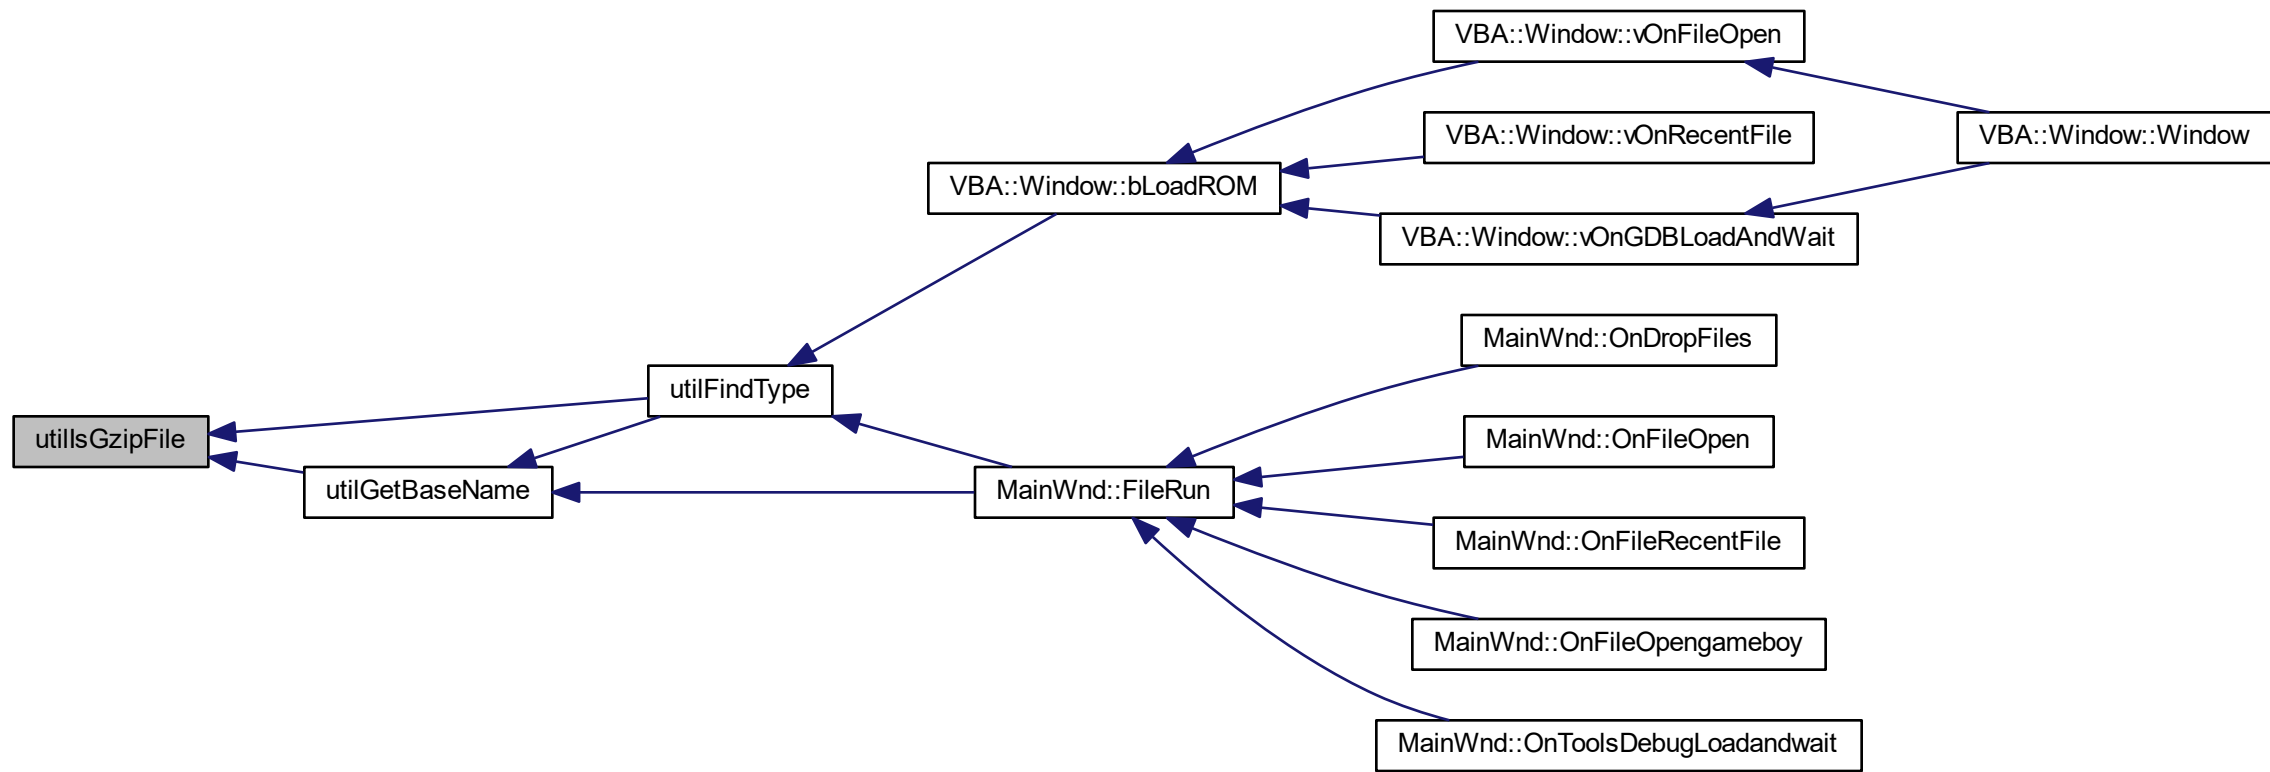 VBA::Window::vOnFileOpen
VBA::Window::vOnRecentFile
VBA::Window::Window
VBA::Window::bLoadROM
VBA::Window::vOnGDBLoadAndWait
MainWnd::OnDropFiles
utilFindType
utilIsGzipFile
MainWnd::OnFileOpen
utilGetBaseName
MainWnd::FileRun
MainWnd::OnFileRecentFile
MainWnd::OnFileOpengameboy
MainWnd::OnToolsDebugLoadandwait